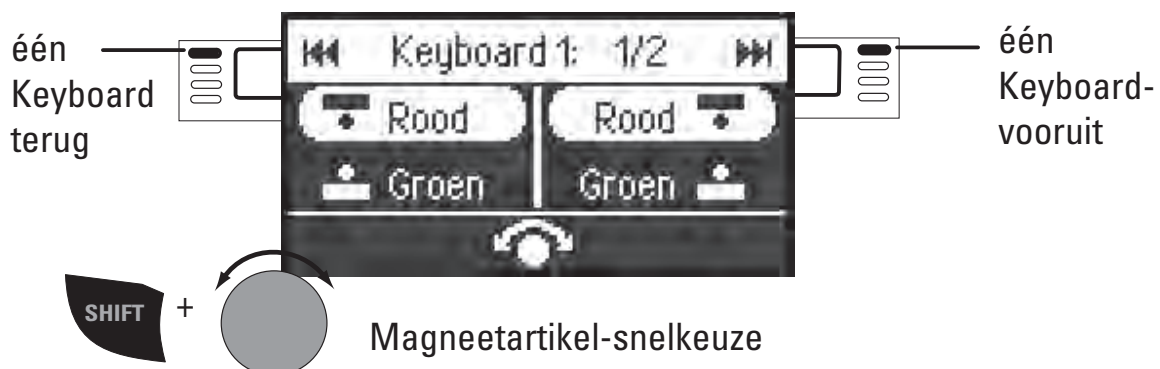 één
Keyboard
terug
Keyboard 1: 1/2
Rood Rood
Groen Groen
één
Keyboard-
vooruit
SHIFT +
Magneetartikel-snelkeuze